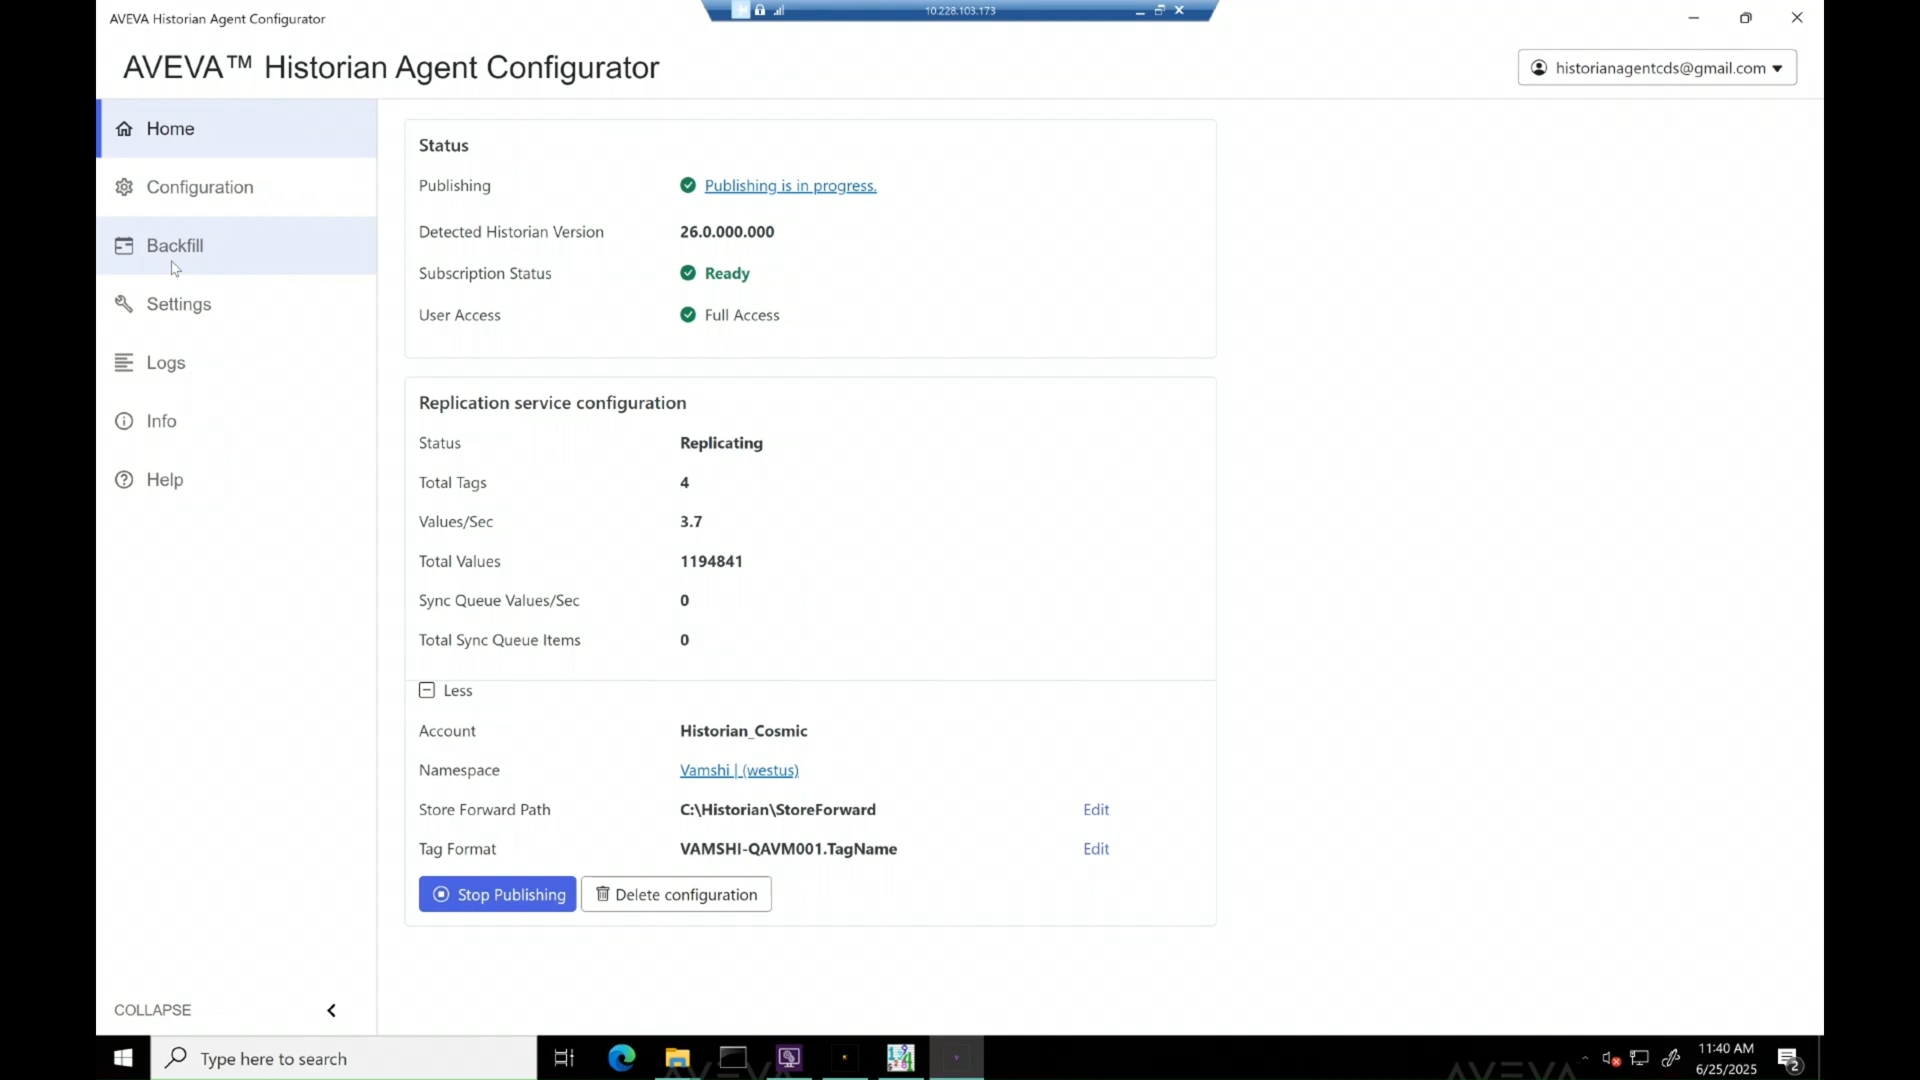 AVEVA Historian Agent Configurator
10.228.103.173
AVEVA™ Historian Agent Configurator
historianagentcds@gmail.com
Home
Configuration
Backfill
Settings
Logs
Info
Help
COLLAPSE
Status
Publishing Publishing is in progress.
Detected Historian Version 26.0.000.000
Subscription Status Ready
User Access Full Access
Replication service configuration
Status Replicating
Total Tags 4
Values/Sec 3.7
Total Values 1194841
Sync Queue Values/Sec 0
Total Sync Queue Items 0
Less
Account Historian_Cosmic
Namespace Vamshi | (westus)
Store Forward Path C:\Historian\StoreForward Edit
Tag Format VAMSHI-QAVM001.TagName Edit
Stop Publishing Delete configuration
Type here to search
11:40 AM
6/25/2025
2